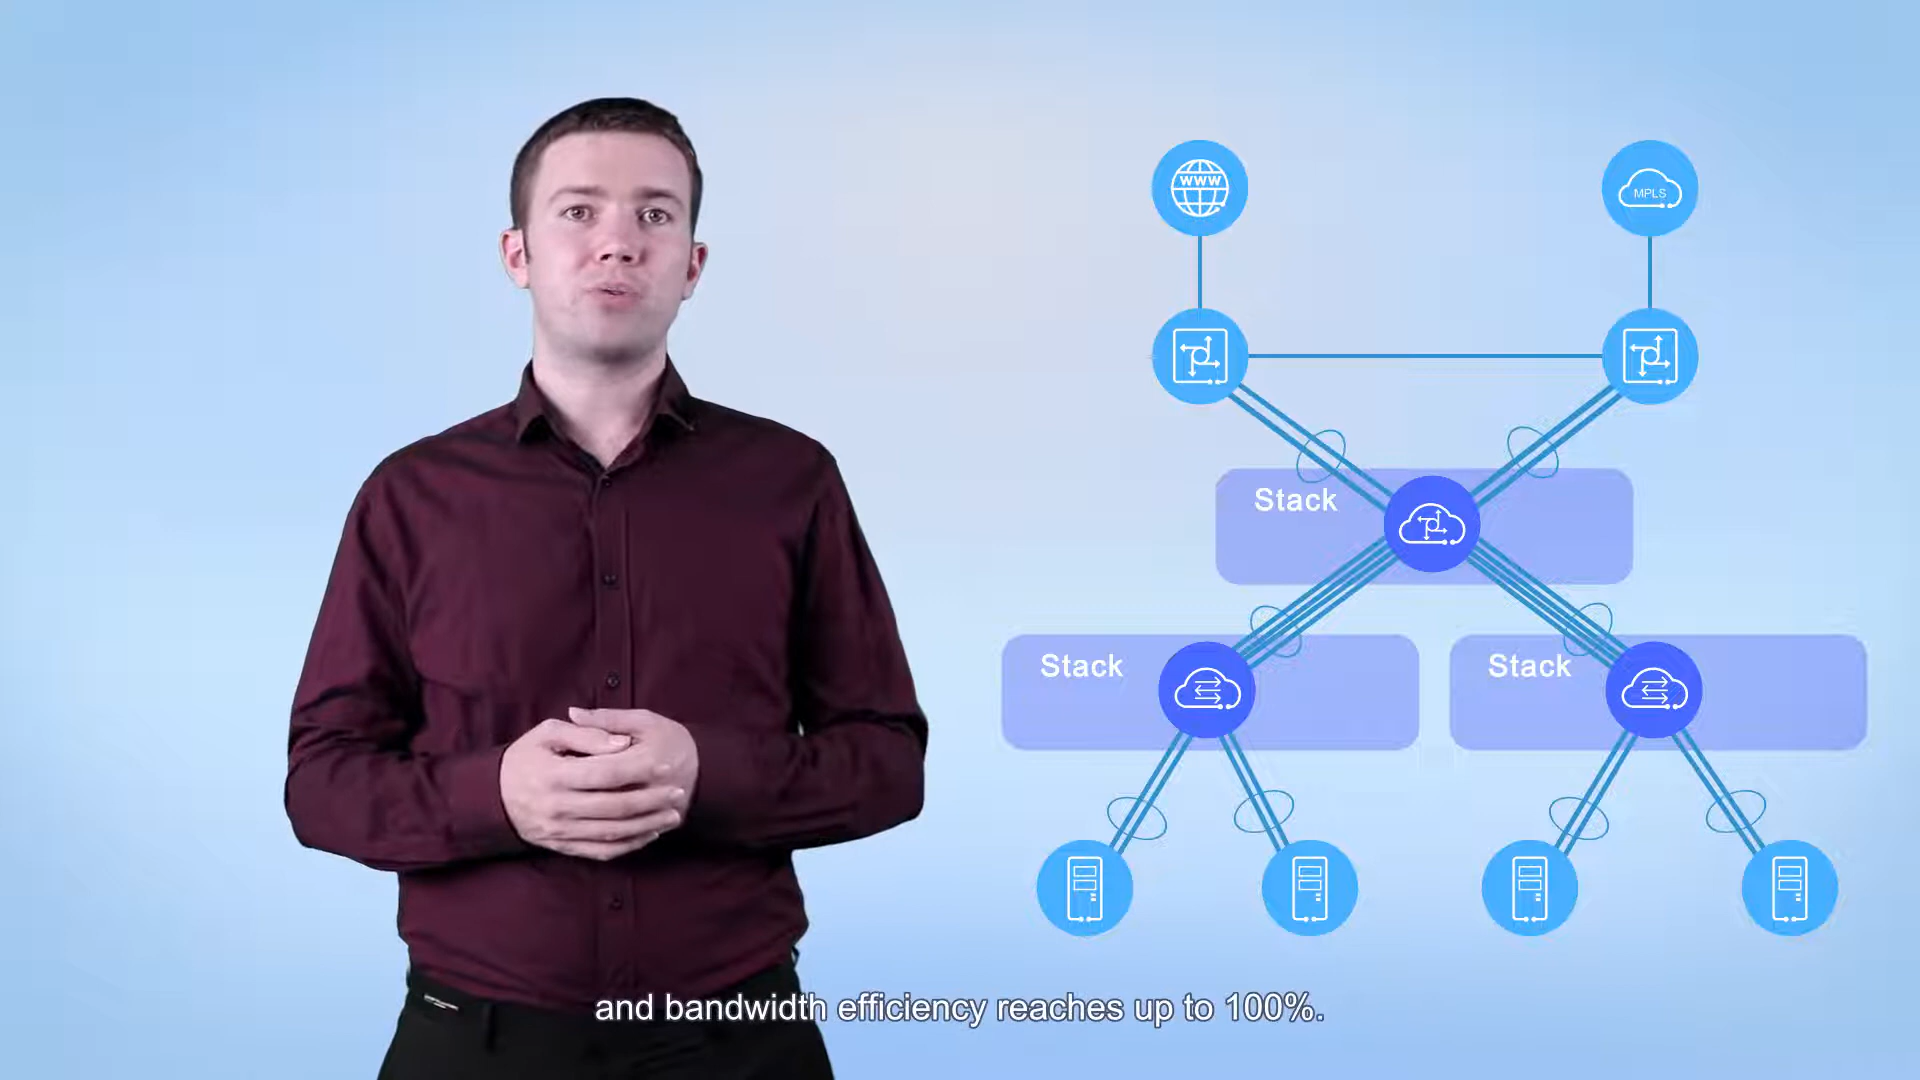 WWW
MPLS
Stack
Stack
Stack
and bandwidth efficiency reaches up to 100%.